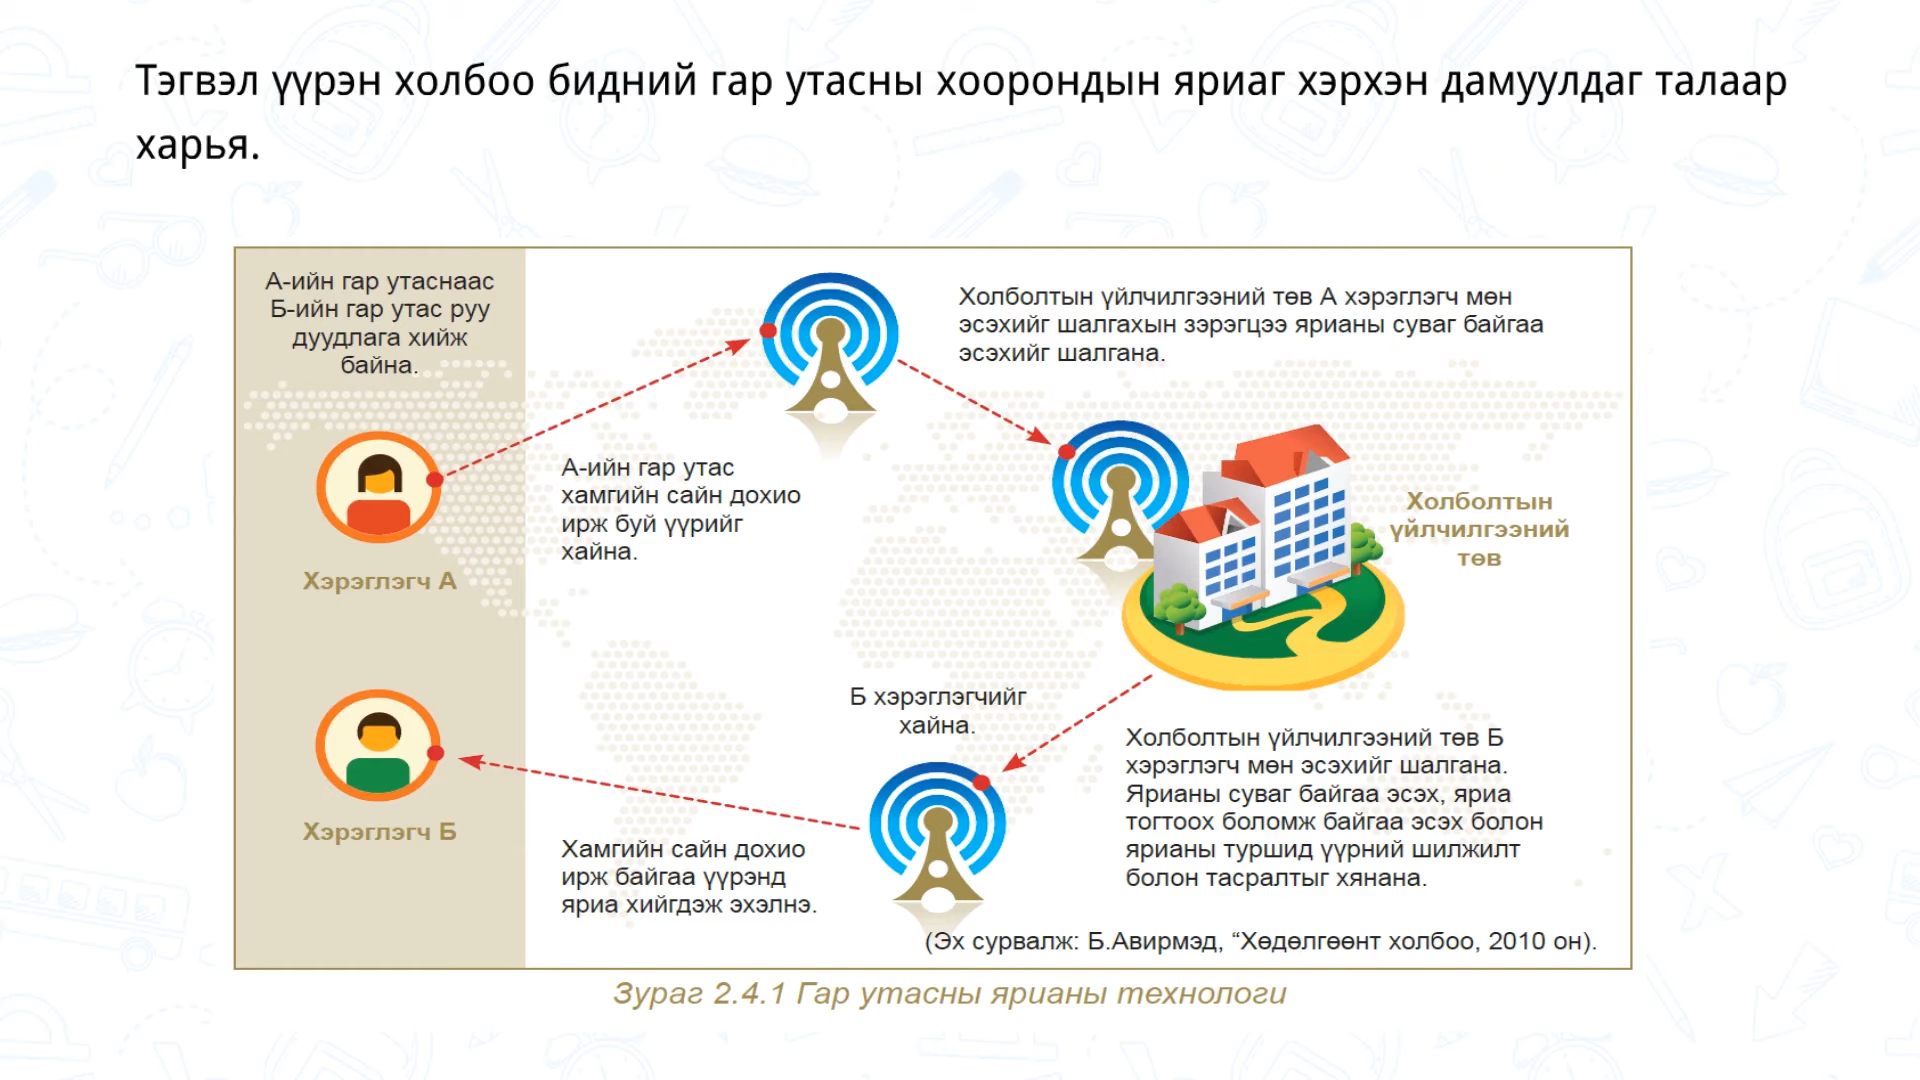 Тэгвэл үүрэн холбоо бидний гар утасны хоорондын яриаг хэрхэн дамуулдаг талаар
харья.
А-ийн гар утаснаас
Б-ийн гар утас руу
дуудлага хийж
байна.
Холболтын үйлчилгээний төв А хэрэглэгч мөн
эсэхийг шалгахын зэрэгцээ ярианы суваг байгаа
эсэхийг шалгана.
А-ийн гар утас
хамгийн сайн дохио
ирж буй үүрийг
хайна.
Холболтын
үйлчилгээний
төв
Хэрэглэгч А
Б хэрэглэгчийг
хайна.
Холболтын үйлчилгээний төв Б
хэрэглэгч мөн эсэхийг шалгана.
Ярианы суваг байгаа эсэх, яриа
тогтоох боломж байгаа эсэх болон
ярианы туршид үүрний шилжилт
болон тасралтыг хянана.
Хэрэглэгч Б
Хамгийн сайн дохио
ирж байгаа үүрэнд
яриа хийгдэж эхэлнэ.
(Эх сурвалж: Б.Авирмэд, “Хөдөлгөөнт холбоо, 2010 он).
Зураг 2.4.1 Гар утасны ярианы технологи